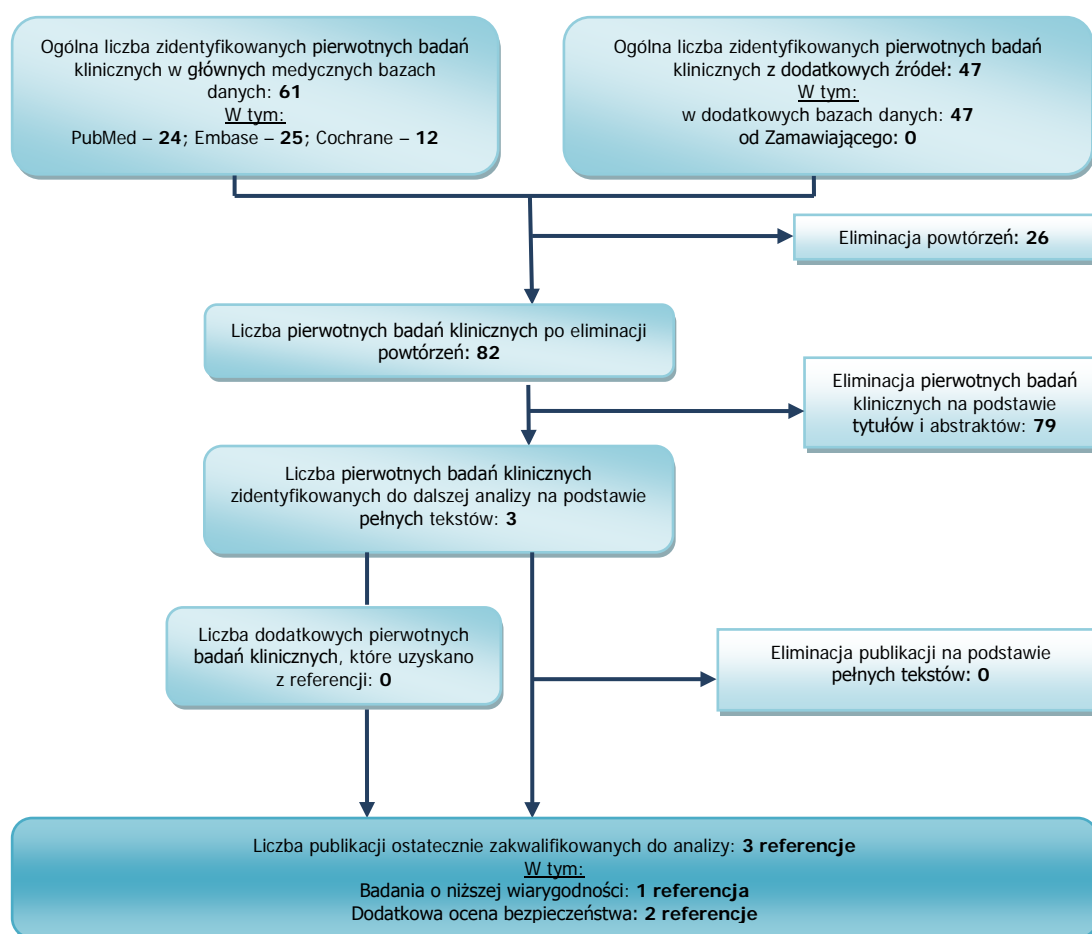 Ogólna liczba zidentyfikowanych pierwotnych badań
klinicznych w głównych medycznych bazach
danych: 61
W tym:
PubMed – 24; Embase – 25; Cochrane – 12
Ogólna liczba zidentyfikowanych pierwotnych badań
klinicznych z dodatkowych źródeł: 47
W tym:
w dodatkowych bazach danych: 47
od Zamawiającego: 0
Eliminacja powtórzeń: 26
Liczba pierwotnych badań klinicznych po eliminacji
powtórzeń: 82
Eliminacja pierwotnych badań
klinicznych na podstawie
tytułów i abstraktów: 79
Liczba pierwotnych badań klinicznych
zidentyfikowanych do dalszej analizy na podstawie
pełnych tekstów: 3
Liczba dodatkowych pierwotnych
badań klinicznych, które uzyskano
z referencji: 0
Eliminacja publikacji na podstawie
pełnych tekstów: 0
Liczba publikacji ostatecznie zakwalifikowanych do analizy: 3 referencje
W tym:
Badania o niższej wiarygodności: 1 referencja
Dodatkowa ocena bezpieczeństwa: 2 referencje